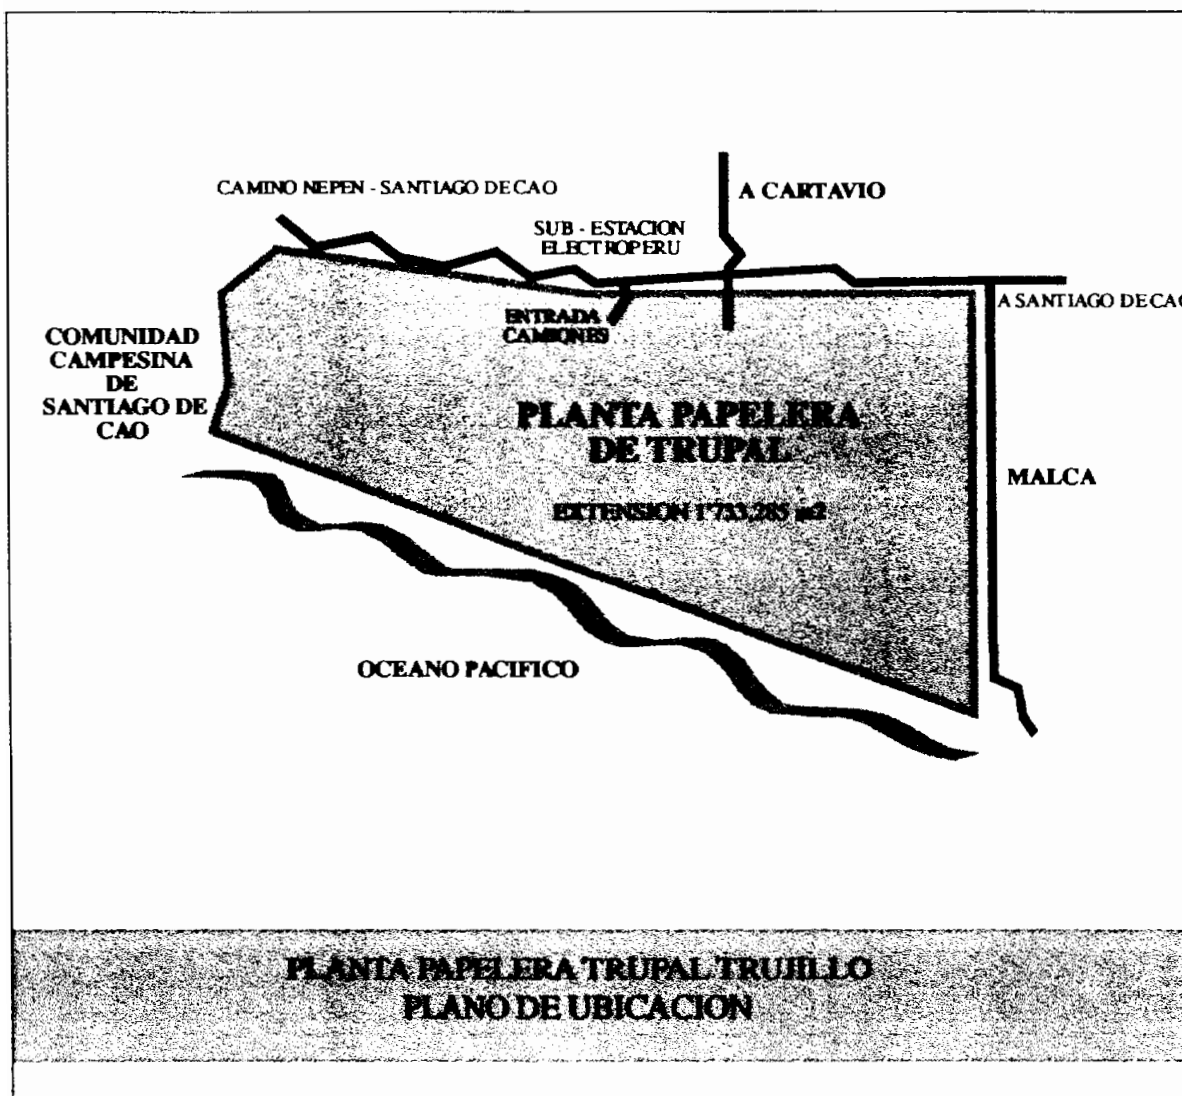 CAMINO NEPEN - SANTIAGO DE CAO
A CARTAVIO
SUB - ESTACION
ELECTROPERU
A SANTIAGO DE CAO
ENTRADA
CAMIONES
COMUNIDAD
CAMPESINA
DE
SANTIAGO DE
CAO
PLANTA PAPELERA
DE TRUPAL
MALCA
EXTENSION 1'733,285 m2
OCEANO PACIFICO
PLANTA PAPELERA TRUPAL TRUJILLO
PLANO DE UBICACION